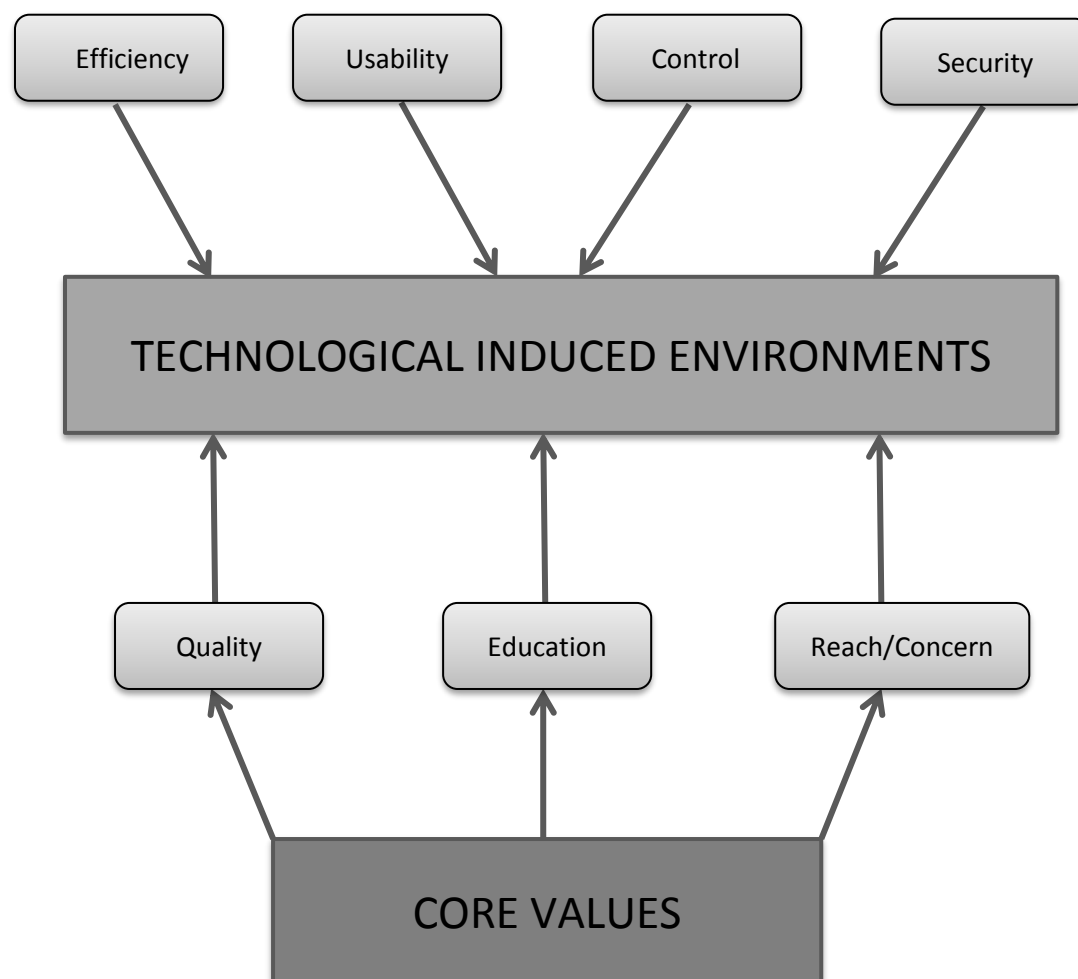 Efficiency
Usability
Control
Security
TECHNOLOGICAL INDUCED ENVIRONMENTS
Quality
Education
Reach/Concern
CORE VALUES